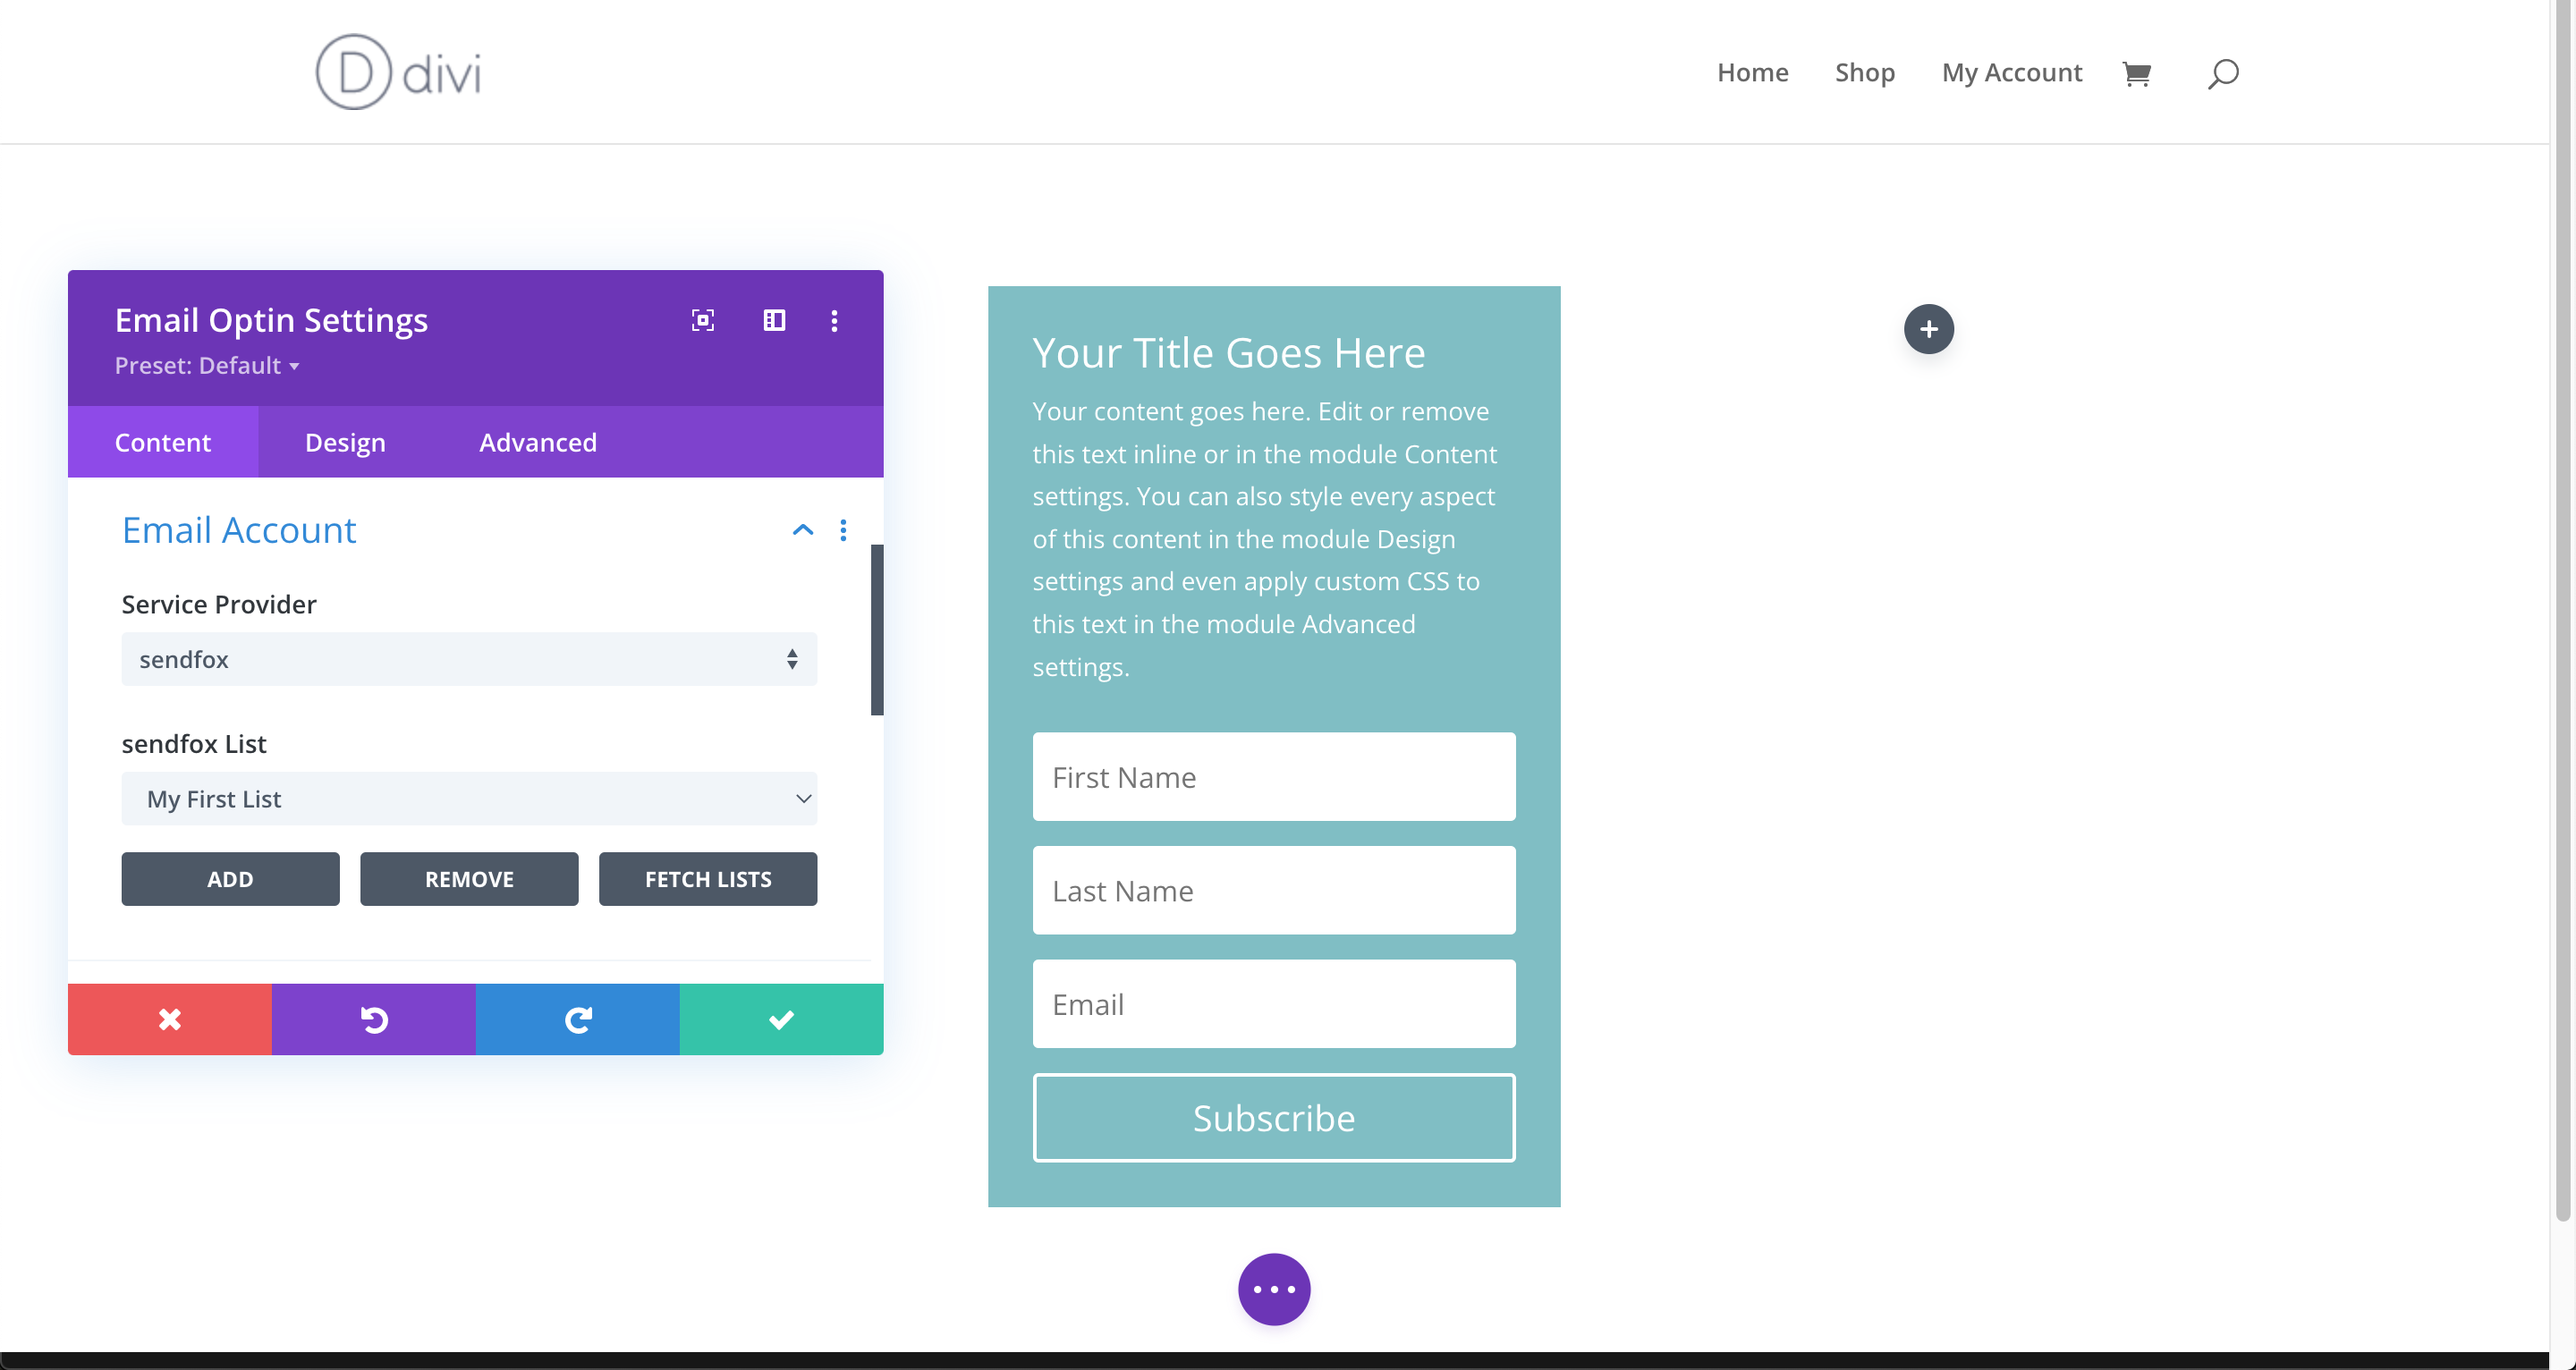 D divi
Home
Shop
My Account
Email Optin Settings
Preset: Default
Content
Design
Advanced
Email Account
Service Provider
sendfox
sendfox List
My First List
ADD
REMOVE
FETCH LISTS
Your Title Goes Here
Your content goes here. Edit or remove
this text inline or in the module Content
settings. You can also style every aspect
of this content in the module Design
settings and even apply custom CSS to
this text in the module Advanced
settings.
First Name
Last Name
Email
Subscribe